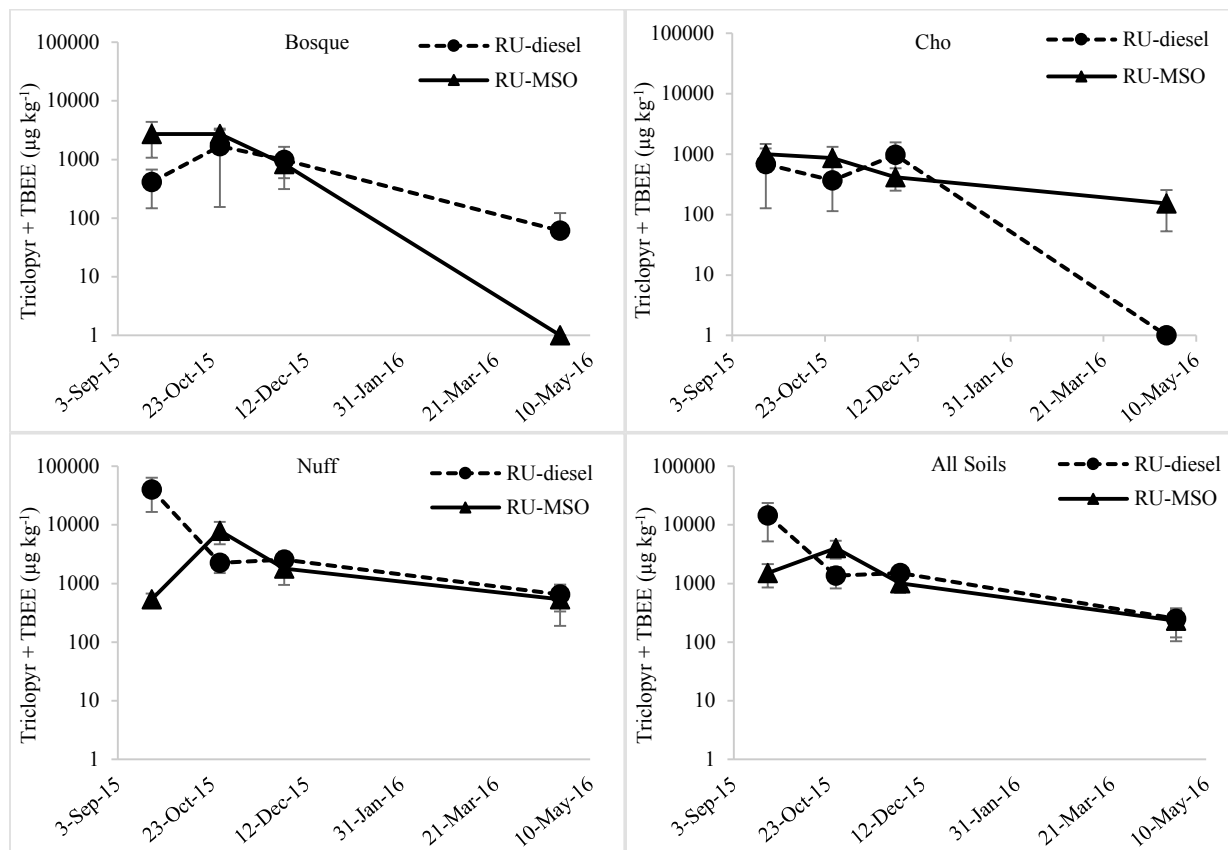 Bosque
RU-diesel
RU-MSO
Triclopyr + TBEE (µg kg⁻¹)
100000
10000
1000
100
10
1
3-Sep-15
23-Oct-15
12-Dec-15
31-Jan-16
21-Mar-16
10-May-16
Cho
RU-diesel
RU-MSO
Triclopyr + TBEE (µg kg⁻¹)
100000
10000
1000
100
10
1
3-Sep-15
23-Oct-15
12-Dec-15
31-Jan-16
21-Mar-16
10-May-16
Nuff
RU-diesel
RU-MSO
Triclopyr + TBEE (µg kg⁻¹)
100000
10000
1000
100
10
1
3-Sep-15
23-Oct-15
12-Dec-15
31-Jan-16
21-Mar-16
10-May-16
All Soils
RU-diesel
RU-MSO
Triclopyr + TBEE (µg kg⁻¹)
100000
10000
1000
100
10
1
3-Sep-15
23-Oct-15
12-Dec-15
31-Jan-16
21-Mar-16
10-May-16